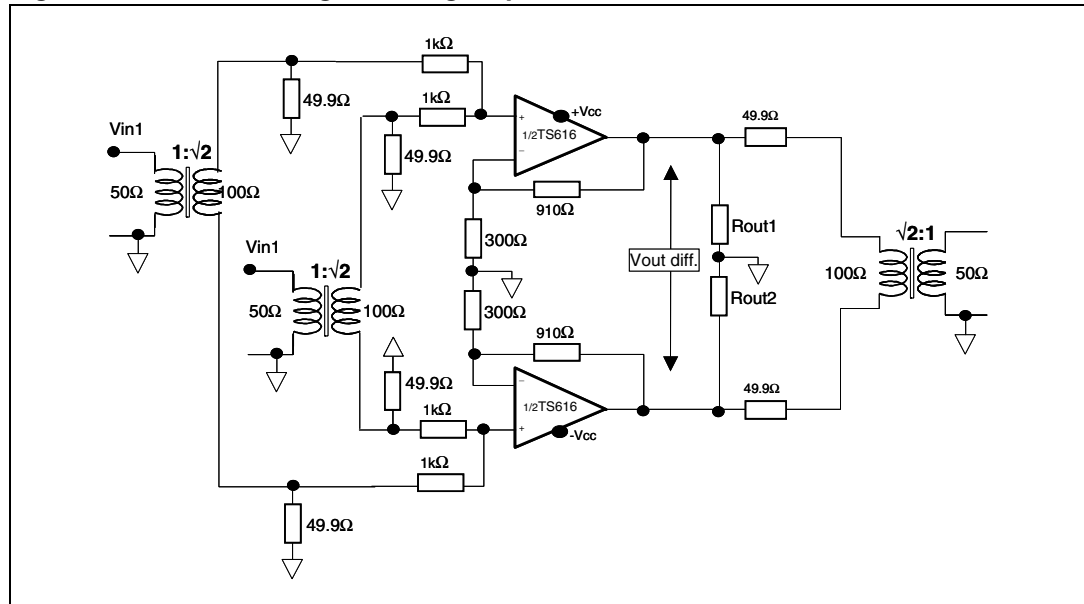 1kΩ
49.9Ω
1kΩ
+Vcc
49.9Ω
Vin1
+
1/2TS616
–
49.9Ω
1:√2
50Ω
100Ω
910Ω
Rout1
300Ω
Vin1
Vout diff.
√2:1
1:√2
100Ω
50Ω
Rout2
50Ω
100Ω
300Ω
910Ω
49.9Ω
–
49.9Ω
1kΩ
1/2TS616
+
-Vcc
1kΩ
49.9Ω